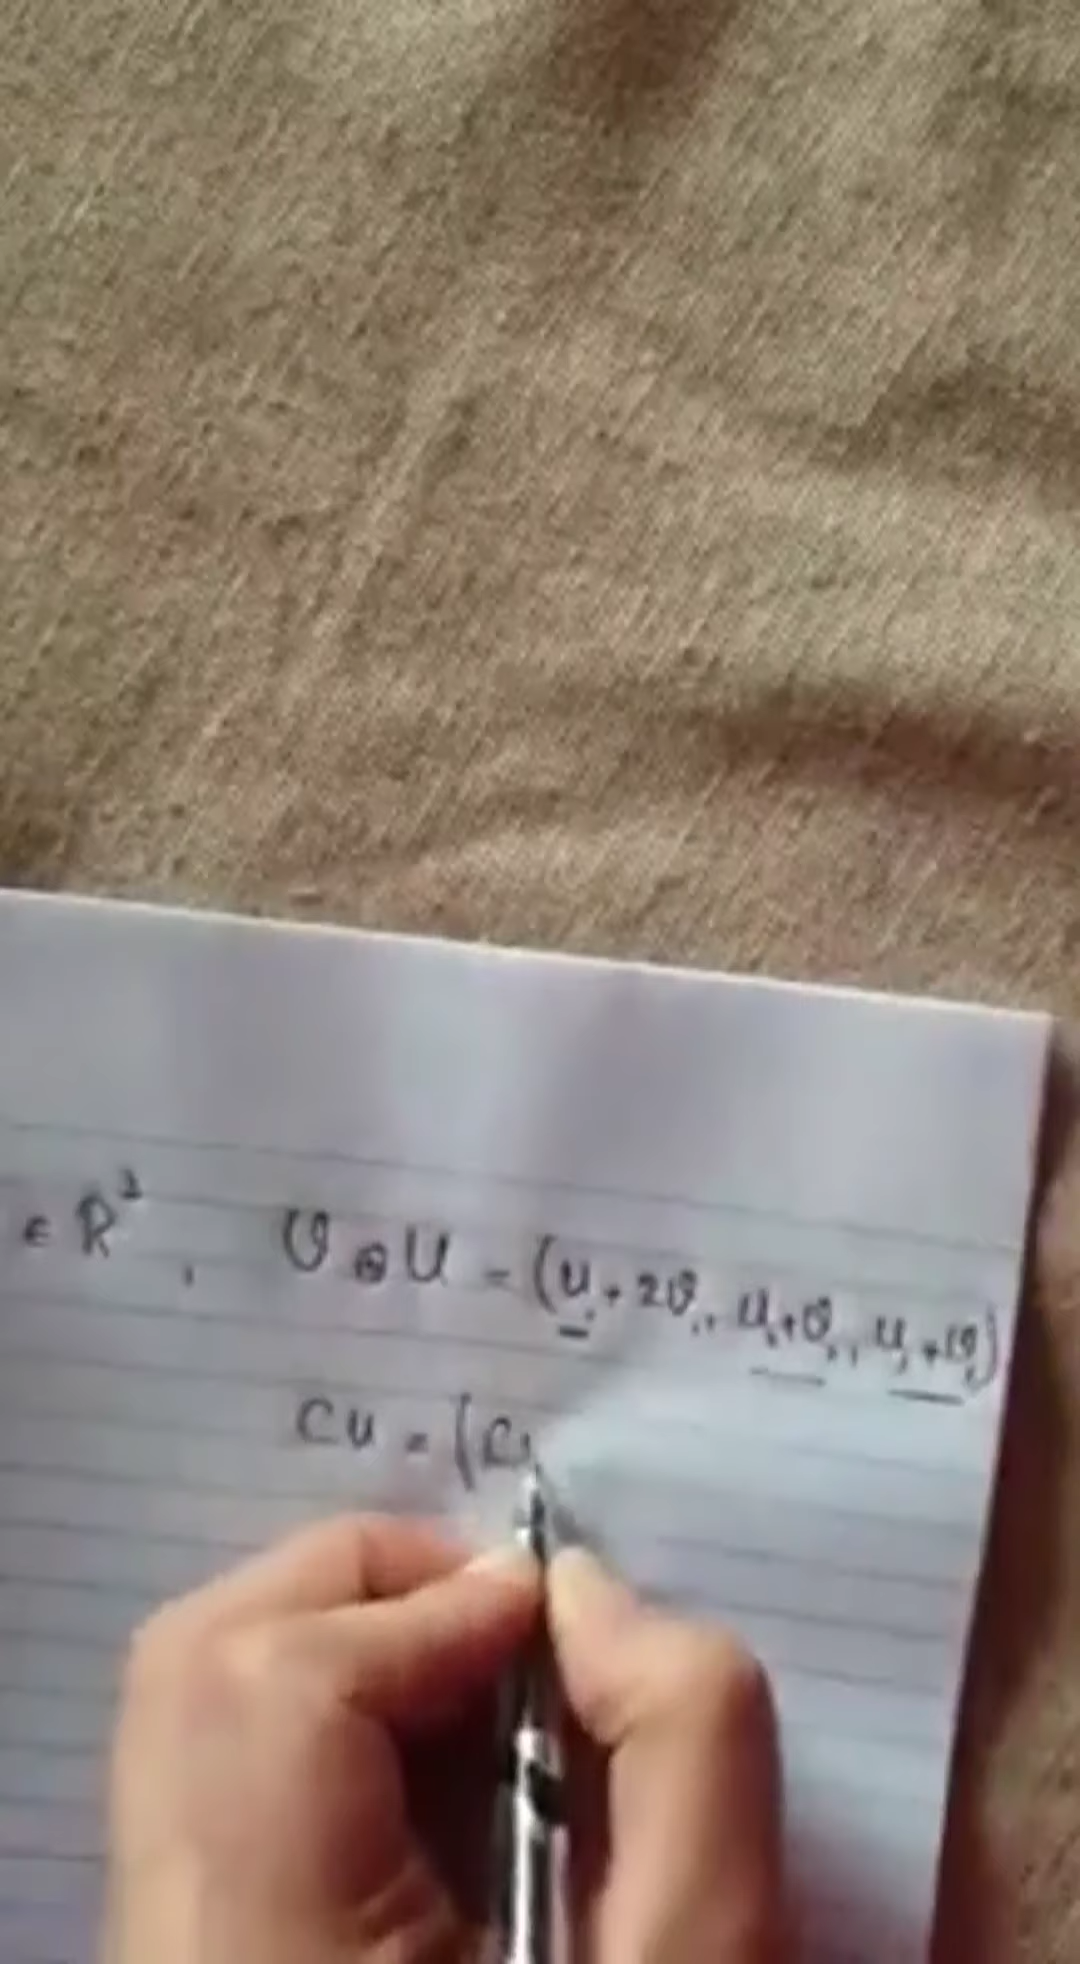 ∈ R³, V ⊕ U = (u₁ + 2v₁, u₂ + v₂, u₃ + v₃)
Cu = (C